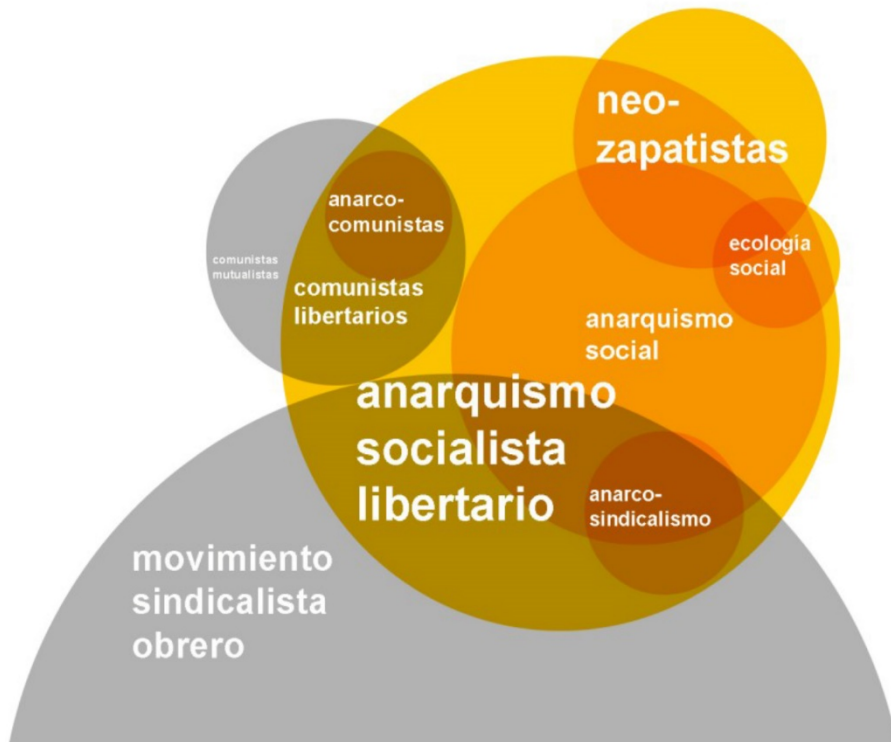 neo-
zapatistas
anarco-
comunistas
ecología
social
comunistas
mutualistas
comunistas
libertarios
anarquismo
social
anarquismo
socialista
libertario
anarco-
sindicalismo
movimiento
sindicalista
obrero